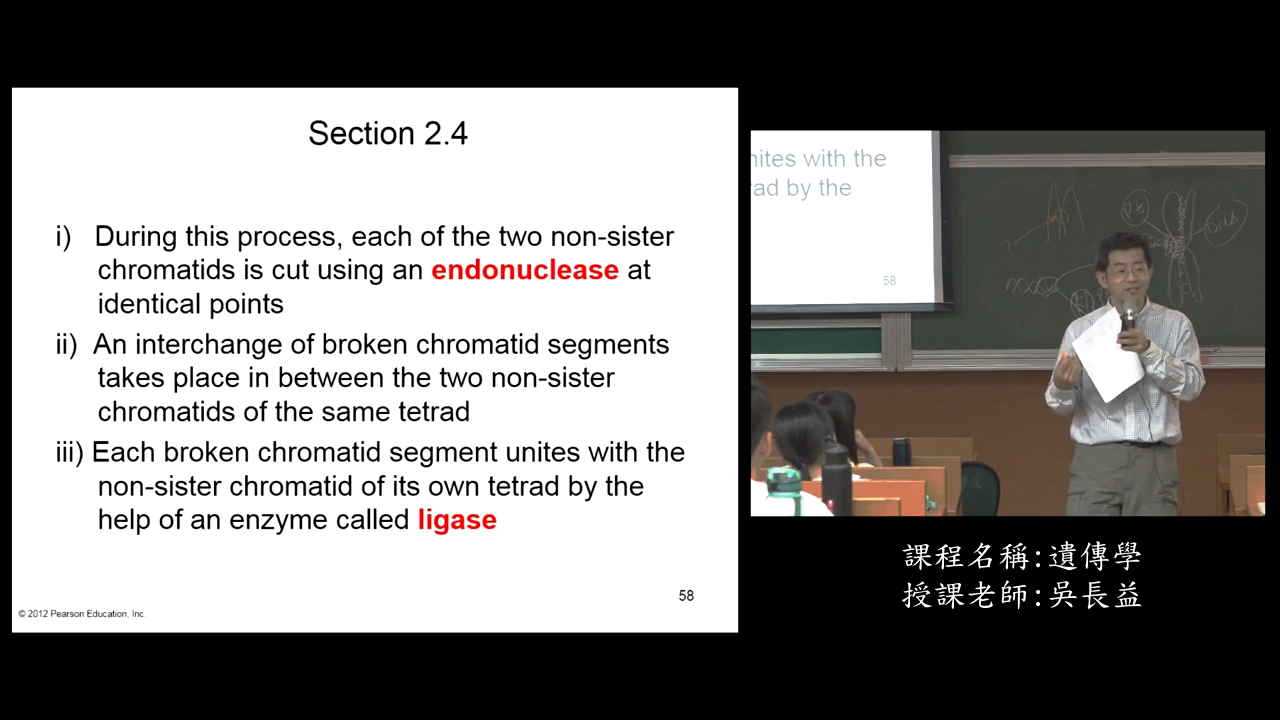 Section 2.4
i) During this process, each of the two non-sister
chromatids is cut using an endonuclease at
identical points
ii) An interchange of broken chromatid segments
takes place in between the two non-sister
chromatids of the same tetrad
iii) Each broken chromatid segment unites with the
non-sister chromatid of its own tetrad by the
help of an enzyme called ligase
58
© 2012 Pearson Education, Inc.
nites with the
rad by the
58
?
DNA
課程名稱:遺傳學
授課老師:吳長益